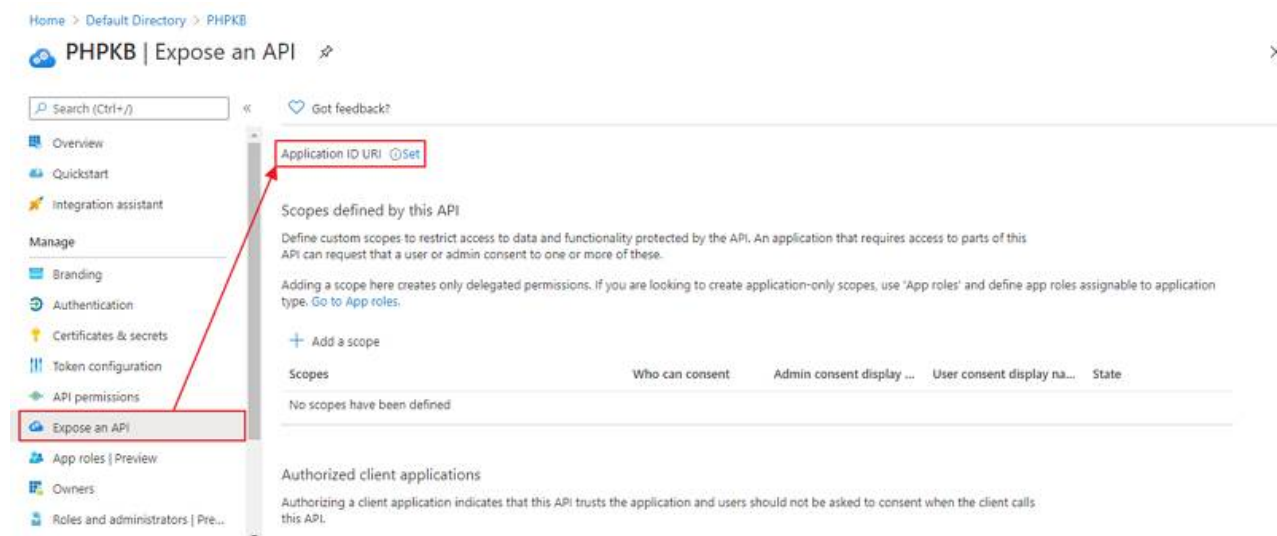 Home > Default Directory > PHPKB
PHPKB | Expose an API
Search (Ctrl+/)
«
Got feedback?
Overview
Quickstart
Integration assistant
Manage
Branding
Authentication
Certificates & secrets
Token configuration
API permissions
Expose an API
App roles | Preview
Owners
Roles and administrators | Pre...
Application ID URI Set
Scopes defined by this API
Define custom scopes to restrict access to data and functionality protected by the API. An application that requires access to parts of this
API can request that a user or admin consent to one or more of these.
Adding a scope here creates only delegated permissions. If you are looking to create application-only scopes, use 'App roles' and define app roles assignable to application
type. Go to App roles.
+ Add a scope
Scopes Who can consent Admin consent display ... User consent display na... State
No scopes have been defined
Authorized client applications
Authorizing a client application indicates that this API trusts the application and users should not be asked to consent when the client calls
this API.